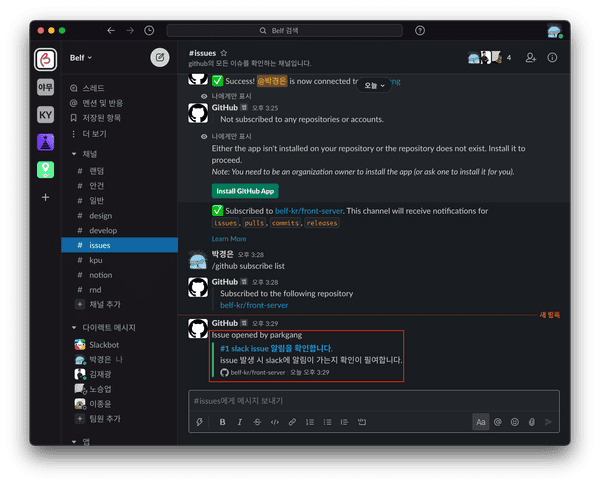 Belf 검색
Belf
야무
KY
스레드
멘션 및 반응
저장된 항목
더 보기
채널
# 랜덤
# 안건
# 일반
# design
# develop
# issues
# kpu
# notion
# rnd
+ 채널 추가
다이렉트 메시지
Slackbot
박경은 나
김재광
노승업
이종윤
+ 팀원 추가
앱
#issues
github의 모든 이슈를 확인하는 채널입니다.
4
Success! @박경은 is now connected to
오늘
나에게만 표시
GitHub 앱 오후 3:25
Not subscribed to any repositories or accounts.
나에게만 표시
Either the app isn't installed on your repository or the repository does not exist. Install it to
proceed.
Note: You need to be an organization owner to install the app (or ask one to install it for you).
Install GitHub App
Subscribed to belf-kr/front-server. This channel will receive notifications for
issues, pulls, commits, releases
Learn More
박경은 오후 3:28
/github subscribe list
GitHub 앱 오후 3:28
Subscribed to the following repository
belf-kr/front-server
새 항목
GitHub 앱 오후 3:29
Issue opened by parkgang
#1 slack issue 알림을 확인합니다.
issue 발생 시 slack에 알림이 가는지 확인이 필여합니다.
belf-kr/front-server 오늘 오후 3:29
#issues에게 메시지 보내기
B
I
Aa